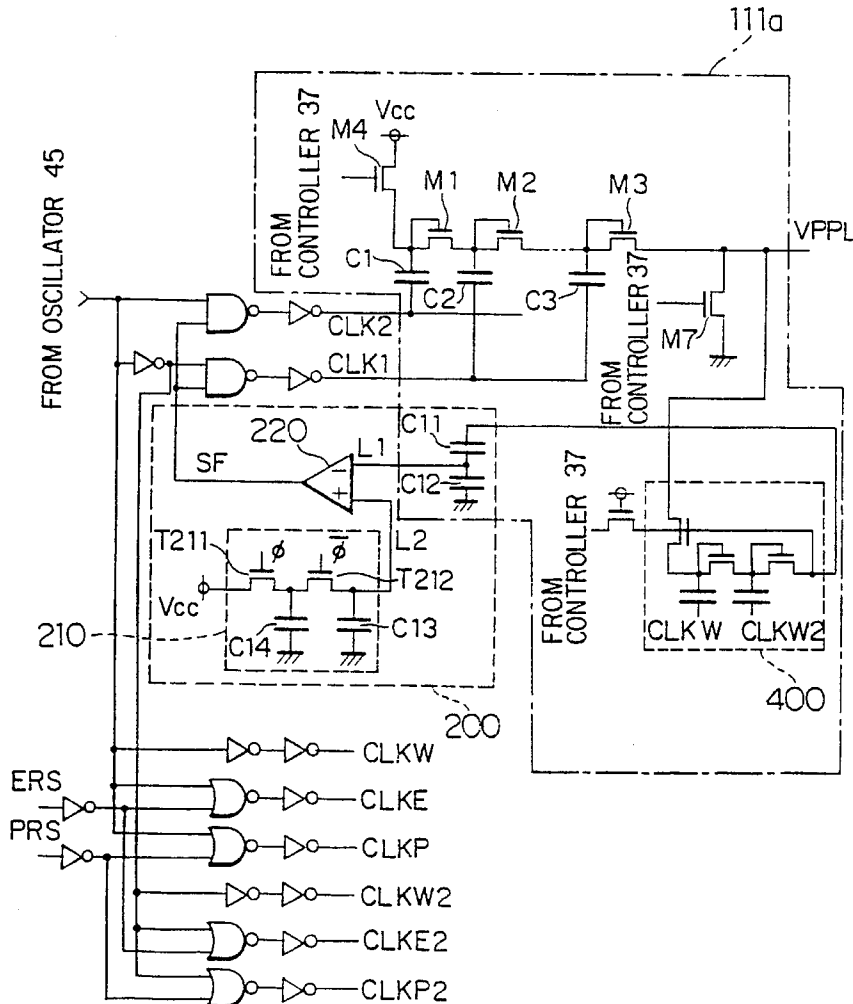 111a
FROM OSCILLATOR 45
FROM CONTROLLER 37
M4
Vcc
M1
M2
M3
VPPL
C1
C2
C3
FROM CONTROLLER 37
M7
CLK2
CLK1
220
SF
L1
C11
C12
L2
T211
ϕ
ϕ̅
T212
Vcc
210
C14
C13
200
FROM CONTROLLER 37
CLKW
CLKW2
400
CLKW
ERS
CLKE
PRS
CLKP
CLKW2
CLKE2
CLKP2